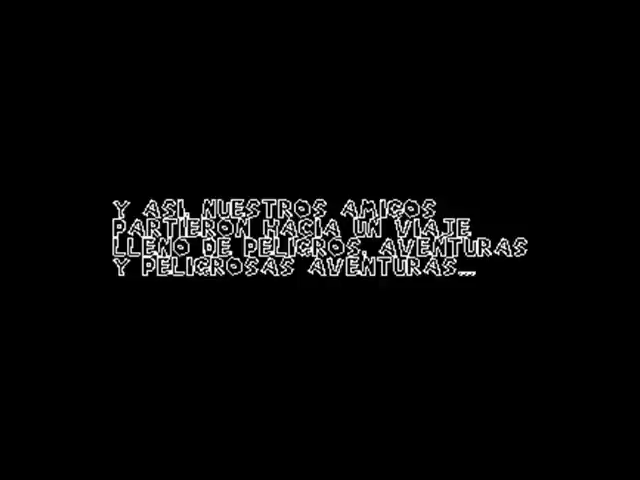 Y ASI, NUESTROS AMIGOS
PARTIERON HACIA UN VIAJE
LLENO DE PELIGROS, AVENTURAS
Y PELIGROSAS AVENTURAS...